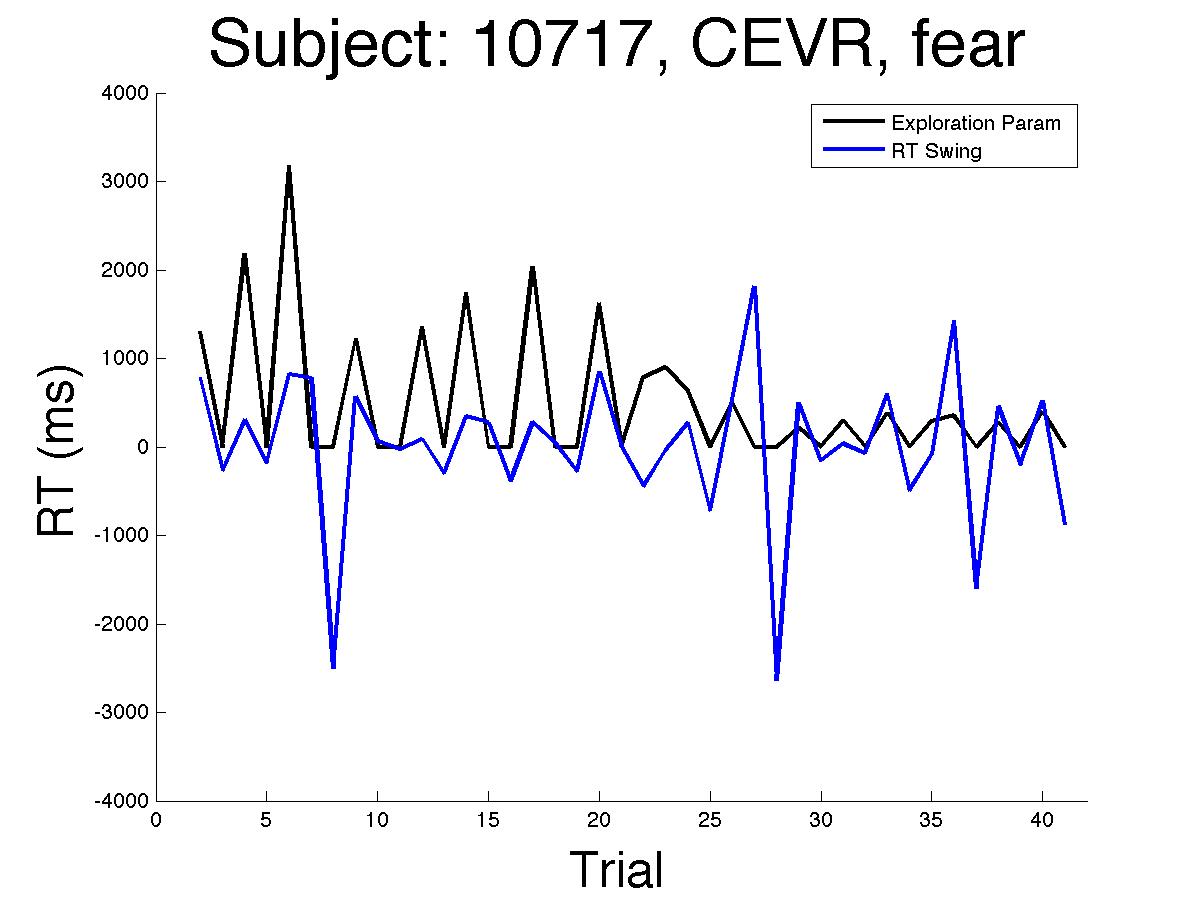 Subject: 10717, CEVR, fear
Exploration Param
RT Swing
4000
3000
2000
1000
0
-1000
-2000
-3000
-4000
RT (ms)
0 5 10 15 20 25 30 35 40
Trial